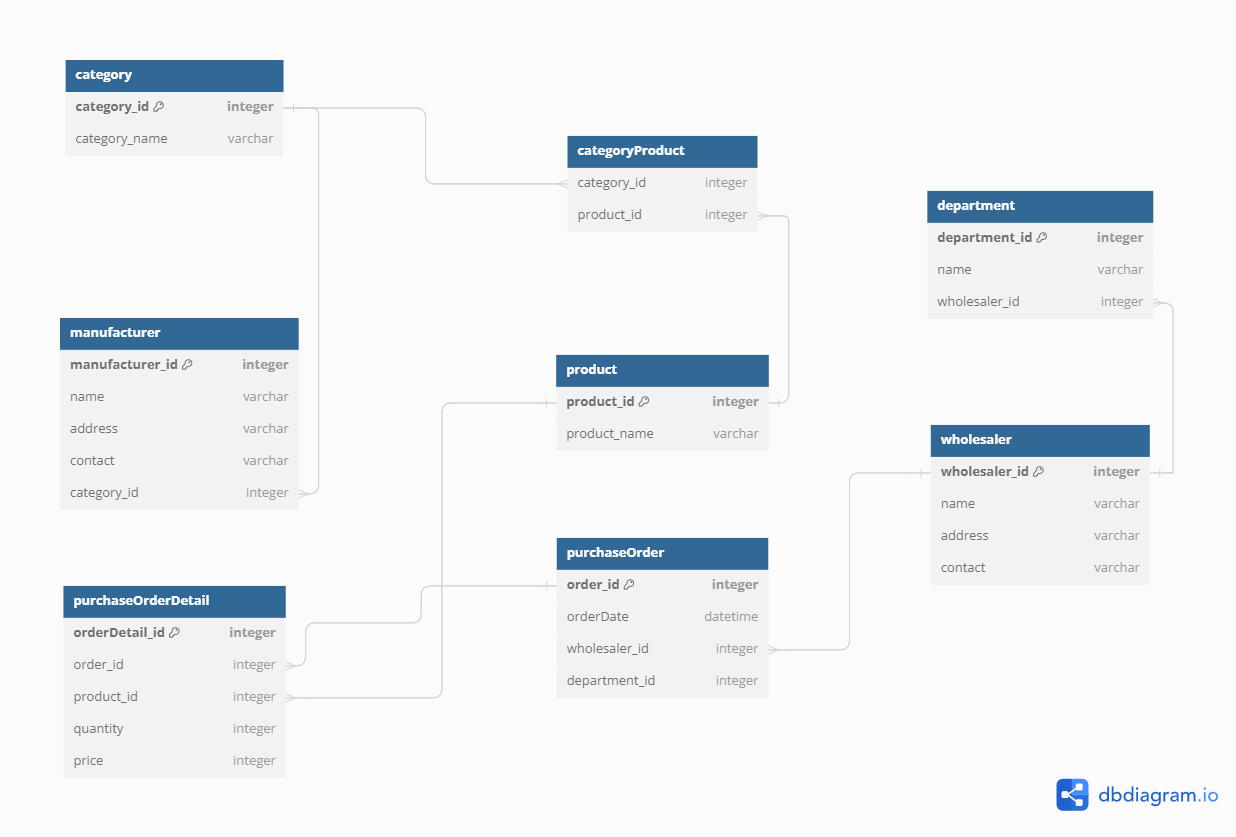 category
category_id integer
category_name varchar
categoryProduct
category_id integer
product_id integer
department
department_id integer
name varchar
wholesaler_id integer
manufacturer
manufacturer_id integer
name varchar
address varchar
contact varchar
category_id integer
product
product_id integer
product_name varchar
wholesaler
wholesaler_id integer
name varchar
address varchar
contact varchar
purchaseOrder
order_id integer
orderDate datetime
wholesaler_id integer
department_id integer
purchaseOrderDetail
orderDetail_id integer
order_id integer
product_id integer
quantity integer
price integer
dbdiagram.io